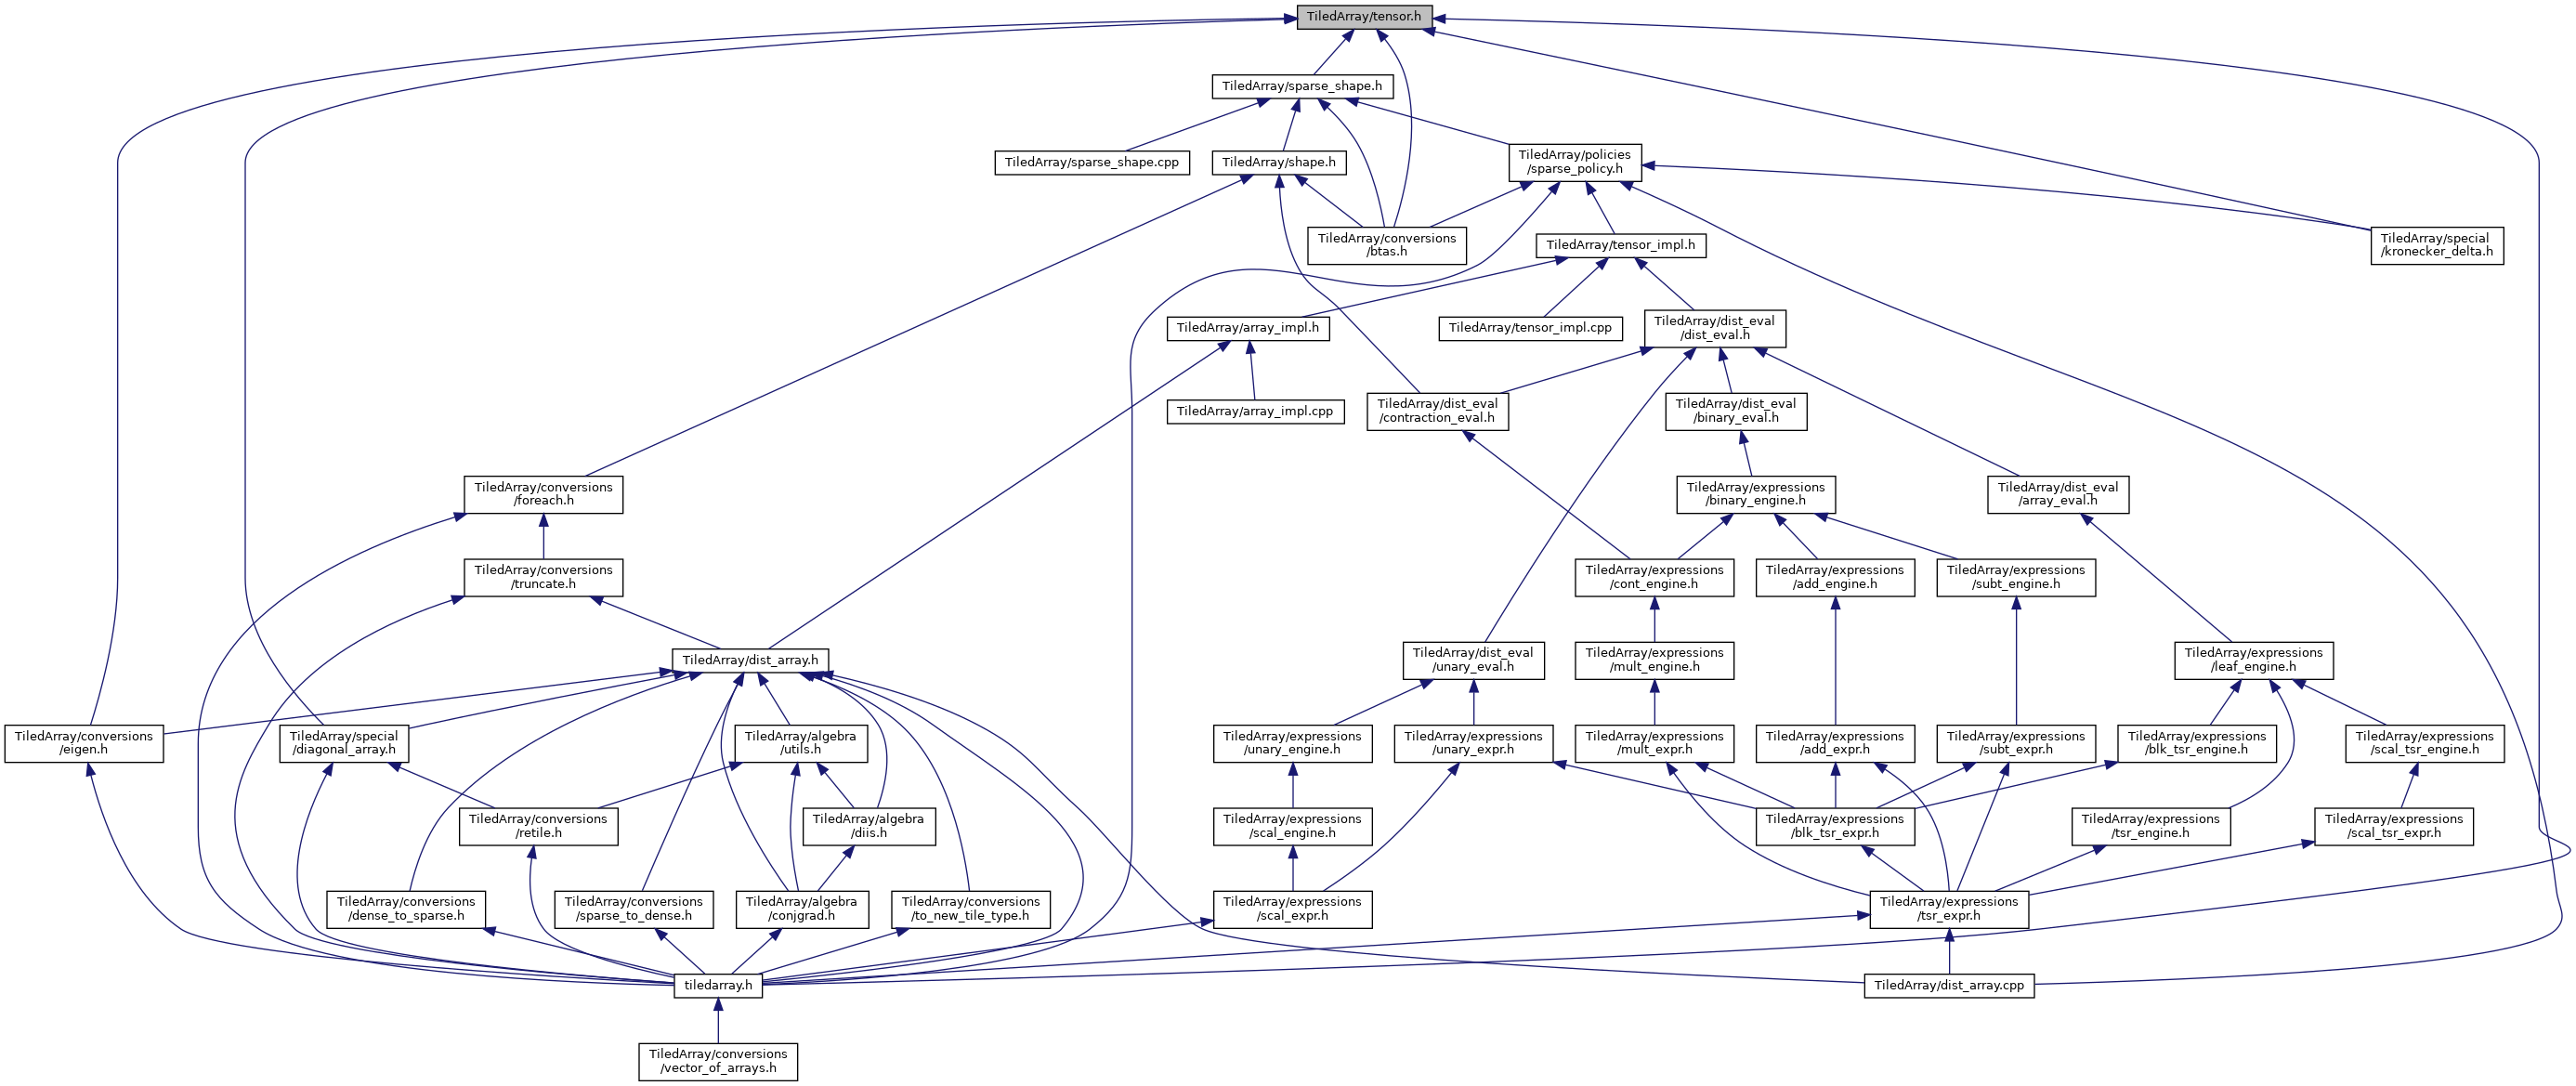 TiledArray/tensor.h
TiledArray/sparse_shape.h
TiledArray/sparse_shape.cpp
TiledArray/shape.h
TiledArray/policies
/sparse_policy.h
TiledArray/conversions
/btas.h
TiledArray/tensor_impl.h
TiledArray/special
/kronecker_delta.h
TiledArray/array_impl.h
TiledArray/tensor_impl.cpp
TiledArray/dist_eval
/dist_eval.h
TiledArray/array_impl.cpp
TiledArray/dist_eval
/contraction_eval.h
TiledArray/dist_eval
/binary_eval.h
TiledArray/conversions
/foreach.h
TiledArray/expressions
/binary_engine.h
TiledArray/dist_eval
/array_eval.h
TiledArray/conversions
/truncate.h
TiledArray/expressions
/cont_engine.h
TiledArray/expressions
/add_engine.h
TiledArray/expressions
/subt_engine.h
TiledArray/dist_array.h
TiledArray/dist_eval
/unary_eval.h
TiledArray/expressions
/mult_engine.h
TiledArray/expressions
/leaf_engine.h
TiledArray/conversions
/eigen.h
TiledArray/special
/diagonal_array.h
TiledArray/algebra
/utils.h
TiledArray/expressions
/unary_engine.h
TiledArray/expressions
/unary_expr.h
TiledArray/expressions
/mult_expr.h
TiledArray/expressions
/add_expr.h
TiledArray/expressions
/subt_expr.h
TiledArray/expressions
/blk_tsr_engine.h
TiledArray/expressions
/scal_tsr_engine.h
TiledArray/conversions
/retile.h
TiledArray/algebra
/diis.h
TiledArray/expressions
/scal_engine.h
TiledArray/expressions
/blk_tsr_expr.h
TiledArray/expressions
/tsr_engine.h
TiledArray/expressions
/scal_tsr_expr.h
TiledArray/conversions
/dense_to_sparse.h
TiledArray/conversions
/sparse_to_dense.h
TiledArray/algebra
/conjgrad.h
TiledArray/conversions
/to_new_tile_type.h
TiledArray/expressions
/scal_expr.h
TiledArray/expressions
/tsr_expr.h
tiledarray.h
TiledArray/dist_array.cpp
TiledArray/conversions
/vector_of_arrays.h